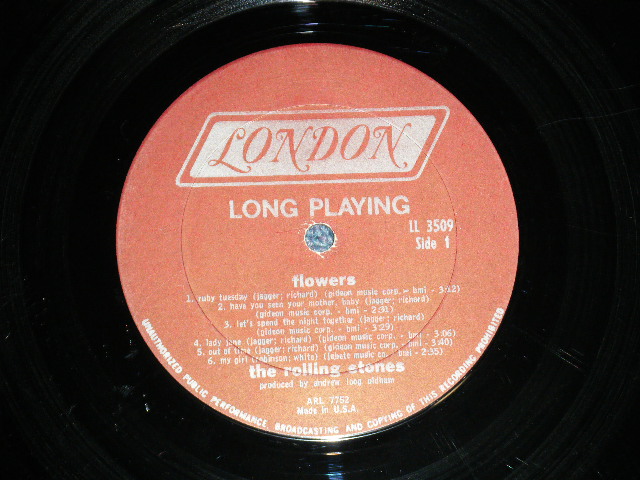 LONDON
LONG PLAYING
LL 3509
Side 1
flowers
1. ruby tuesday (jagger; richard) (gideon music corp. - bmi - 3:12)
2. have you seen your mother, baby (jagger; richard)
(gideon music corp. - bmi - 2:31)
3. let's spend the night together (jagger; richard)
(gideon music corp. - bmi - 3:29)
4. lady jane (jagger; richard) (gideon music corp. - bmi - 3:06)
5. out of time (jagger; richard) (gideon music corp. - bmi - 3:40)
6. my girl (robinson; white) (jobete music co. - bmi - 2:35)
the rolling stones
produced by andrew loog oldham
ARL 7752
Made in U.S.A.
UNAUTHORIZED PUBLIC PERFORMANCE, BROADCASTING AND COPYING OF THIS RECORDING PROHIBITED